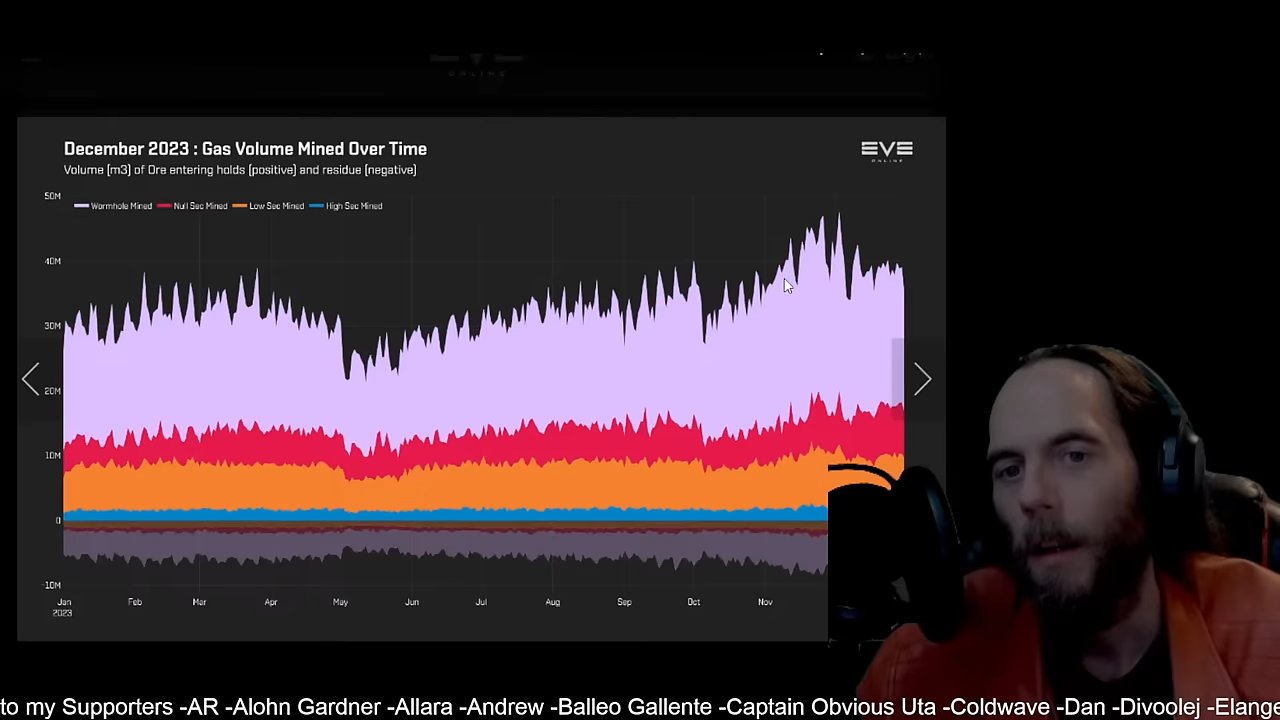 EVE
ONLINE
December 2023 : Gas Volume Mined Over Time
EVE
ONLINE
Volume [m3] of Ore entering holds [positive] and residue [negative]
50M
Wormhole Mined Null Sec Mined Low Sec Mined High Sec Mined
40M
30M
20M
10M
0
-10M
Jan Feb Mar Apr May Jun Jul Aug Sep Oct Nov
2023
to my Supporters -AR -Alohn Gardner -Allara -Andrew -Balleo Gallente -Captain Obvious Uta -Coldwave -Dan -Divoolej -Elange